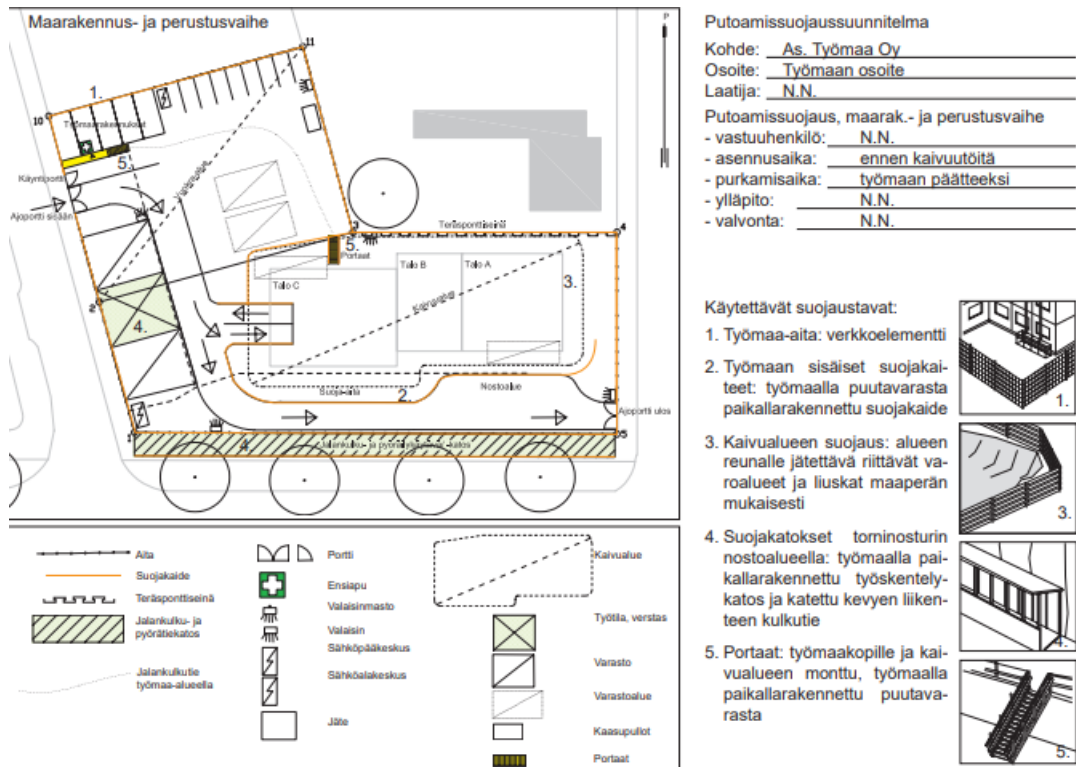 Maarakennus- ja perustusvaihe
P
11
1.
10
Työmaarakennukset
5.
Käyntiportti
Ajoportti sisään
Kaivualue
3
4
Teräsponttiseinä
5.
Portaat
Talo B
Talo A
3.
Talo C
2
4.
Kaivualue
Suoja-aita
2.
Nostoalue
Ajoportti ulos
1
4.
5
Aita
Suojakaide
Teräsponttiseinä
Jalankulku- ja
pyörätiekatos
Jalankulkutie
työmaa-alueella
Portti
Ensiapu
Valaisinmasto
Valaisin
Sähköpääkeskus
Sähköalakeskus
Jäte
Kaivualue
Työtila, verstas
Varasto
Varastoalue
Kaasupullot
Portaat
Putoamissuojaussuunnitelma
Kohde: As. Työmaa Oy
Osoite: Työmaan osoite
Laatija: N.N.
Putoamissuojaus, maarak.- ja perustusvaihe
- vastuuhenkilö: N.N.
- asennusaika: ennen kaivuutöitä
- purkamisaika: työmaan päätteeksi
- ylläpito: N.N.
- valvonta: N.N.
Käytettävät suojaustavat:
1. Työmaa-aita: verkkoelementti
2. Työmaan sisäiset suojakai-
teet: työmaalla puutavarasta
paikallarakennettu suojakaide
3. Kaivualueen suojaus: alueen
reunalle jätettävä riittävät va-
roalueet ja liuskat maaperän
mukaisesti
4. Suojakatokset torninosturin
nostoalueella: työmaalla pai-
kallarakennettu työskentely-
katos ja katettu kevyen liiken-
teen kulkutie
5. Portaat: työmaakopille ja kai-
vualueen monttu, työmaalla
paikallarakennettu puutava-
rasta
1.
3.
4.
5.